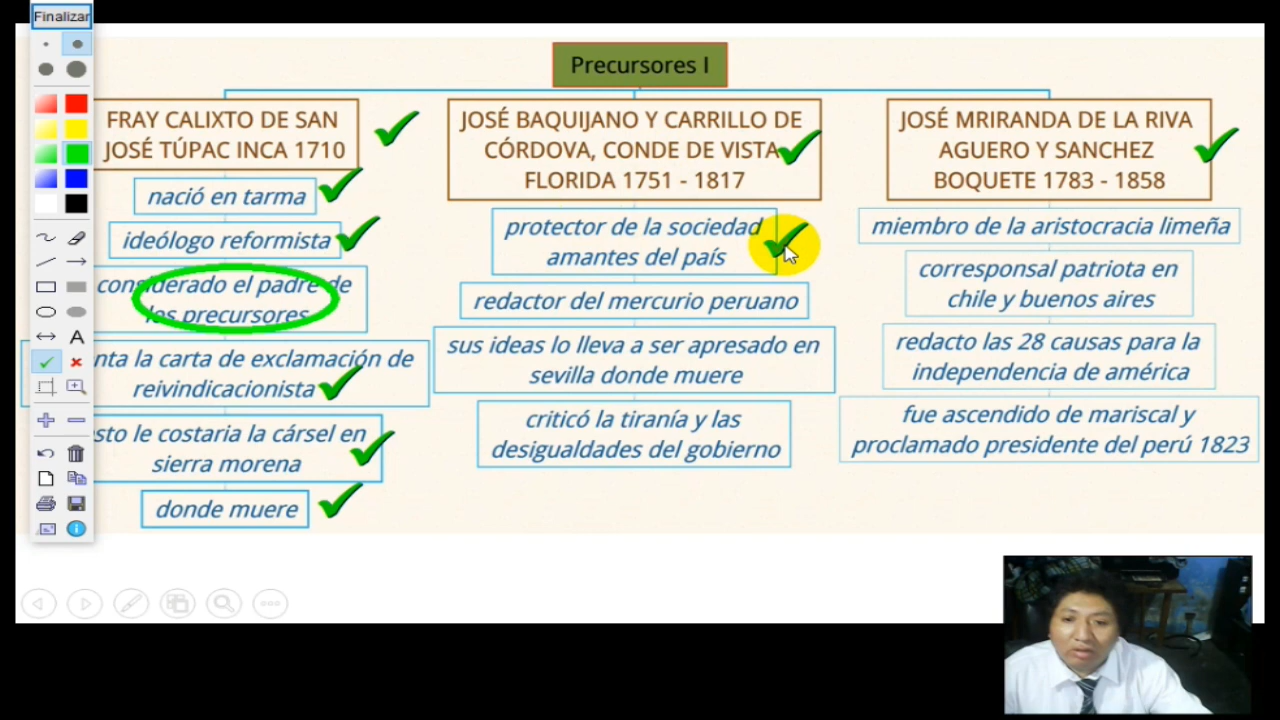 Finalizar
Precursores I
FRAY CALIXTO DE SAN
JOSÉ TÚPAC INCA 1710
nació en tarma
ideólogo reformista
considerado el padre de
los precursores
la carta de exclamación de
reivindicacionista
le costaria la cársel en
sierra morena
donde muere
JOSÉ BAQUIJANO Y CARRILLO DE
CÓRDOVA, CONDE DE VISTA
FLORIDA 1751 - 1817
protector de la sociedad
amantes del país
redactor del mercurio peruano
sus ideas lo lleva a ser apresado en
sevilla donde muere
criticó la tiranía y las
desigualdades del gobierno
JOSÉ MRIRANDA DE LA RIVA
AGUERO Y SANCHEZ
BOQUETE 1783 - 1858
miembro de la aristocracia limeña
corresponsal patriota en
chile y buenos aires
redacto las 28 causas para la
independencia de américa
fue ascendido de mariscal y
proclamado presidente del perú 1823